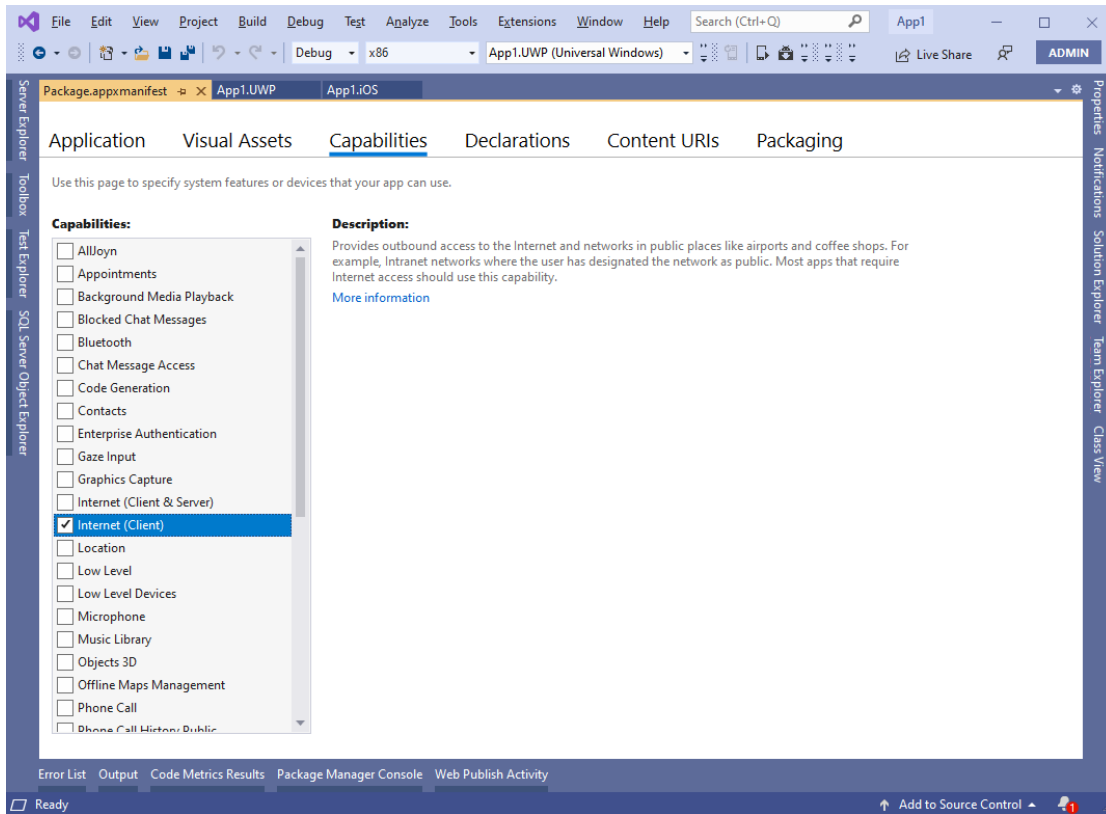 File Edit View Project Build Debug Test Analyze Tools Extensions Window Help Search (Ctrl+Q) App1
Debug x86 App1.UWP (Universal Windows) Live Share ADMIN
Package.appxmanifest App1.UWP App1.iOS
Server Explorer
Toolbox
Test Explorer
SQL Server Object Explorer
Application Visual Assets Capabilities Declarations Content URIs Packaging
Use this page to specify system features or devices that your app can use.
Capabilities:
AllJoyn
Appointments
Background Media Playback
Blocked Chat Messages
Bluetooth
Chat Message Access
Code Generation
Contacts
Enterprise Authentication
Gaze Input
Graphics Capture
Internet (Client & Server)
Internet (Client)
Location
Low Level
Low Level Devices
Microphone
Music Library
Objects 3D
Offline Maps Management
Phone Call
Phone Call History Public
Description:
Provides outbound access to the Internet and networks in public places like airports and coffee shops. For
example, Intranet networks where the user has designated the network as public. Most apps that require
Internet access should use this capability.
More information
Properties
Notifications
Solution Explorer
Team Explorer
Class View
Error List Output Code Metrics Results Package Manager Console Web Publish Activity
Ready Add to Source Control 1